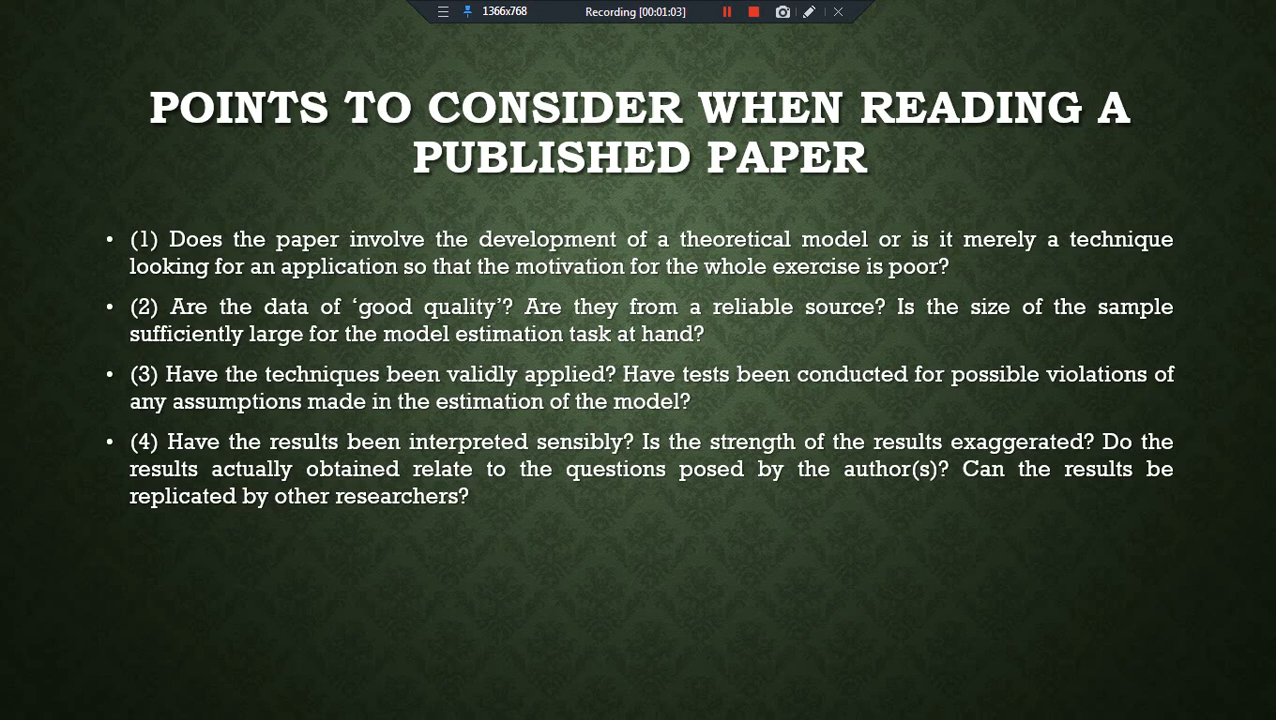 1366x768 Recording [00:01:03]
POINTS TO CONSIDER WHEN READING A
PUBLISHED PAPER
• (1) Does the paper involve the development of a theoretical model or is it merely a technique
looking for an application so that the motivation for the whole exercise is poor?
• (2) Are the data of ‘good quality’? Are they from a reliable source? Is the size of the sample
sufficiently large for the model estimation task at hand?
• (3) Have the techniques been validly applied? Have tests been conducted for possible violations of
any assumptions made in the estimation of the model?
• (4) Have the results been interpreted sensibly? Is the strength of the results exaggerated? Do the
results actually obtained relate to the questions posed by the author(s)? Can the results be
replicated by other researchers?